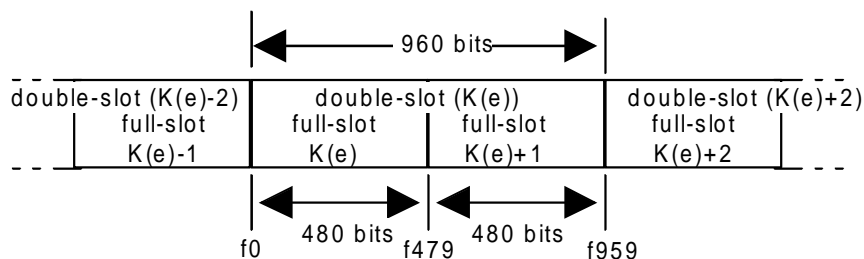 960 bits
double-slot (K(e)-2) double-slot (K(e)) double-slot (K(e)+2)
full-slot full-slot full-slot full-slot
K(e)-1 K(e) K(e)+1 K(e)+2
480 bits 480 bits
f0 f479 f959